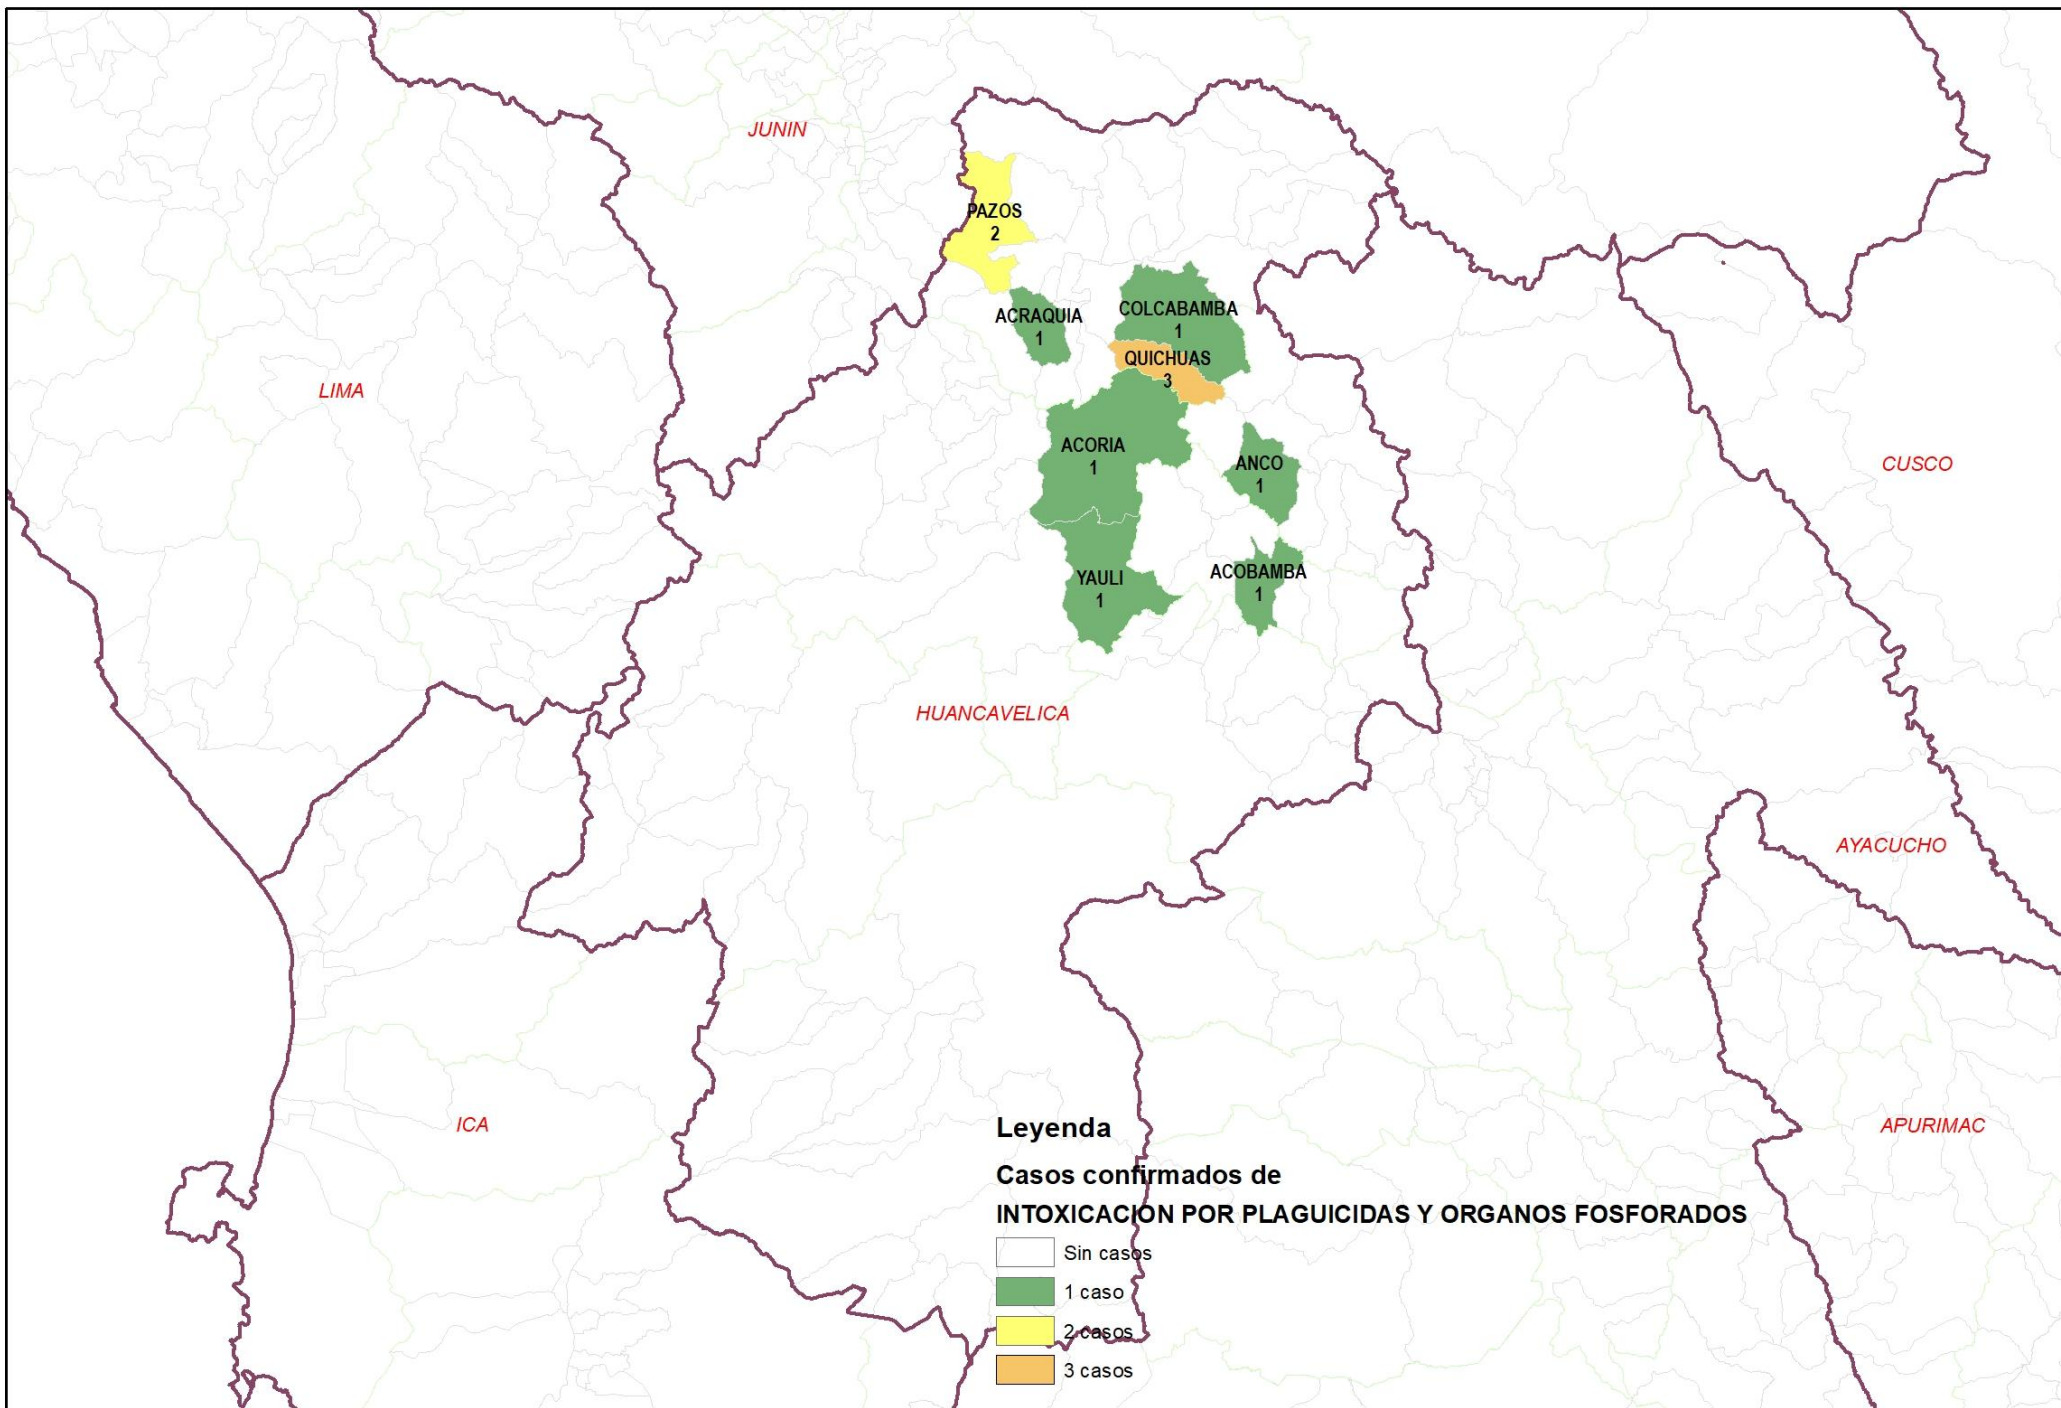 JUNIN
PAZOS
2
ACRAQUIA
1
COLCABAMBA
1
QUICHUAS
3
LIMA
ACORIA
1
ANCO
1
CUSCO
YAULI
1
ACOBAMBA
1
HUANCAVELICA
AYACUCHO
ICA
APURIMAC
Leyenda
Casos confirmados de
INTOXICACION POR PLAGUICIDAS Y ORGANOS FOSFORADOS
Sin casos
1 caso
2 casos
3 casos